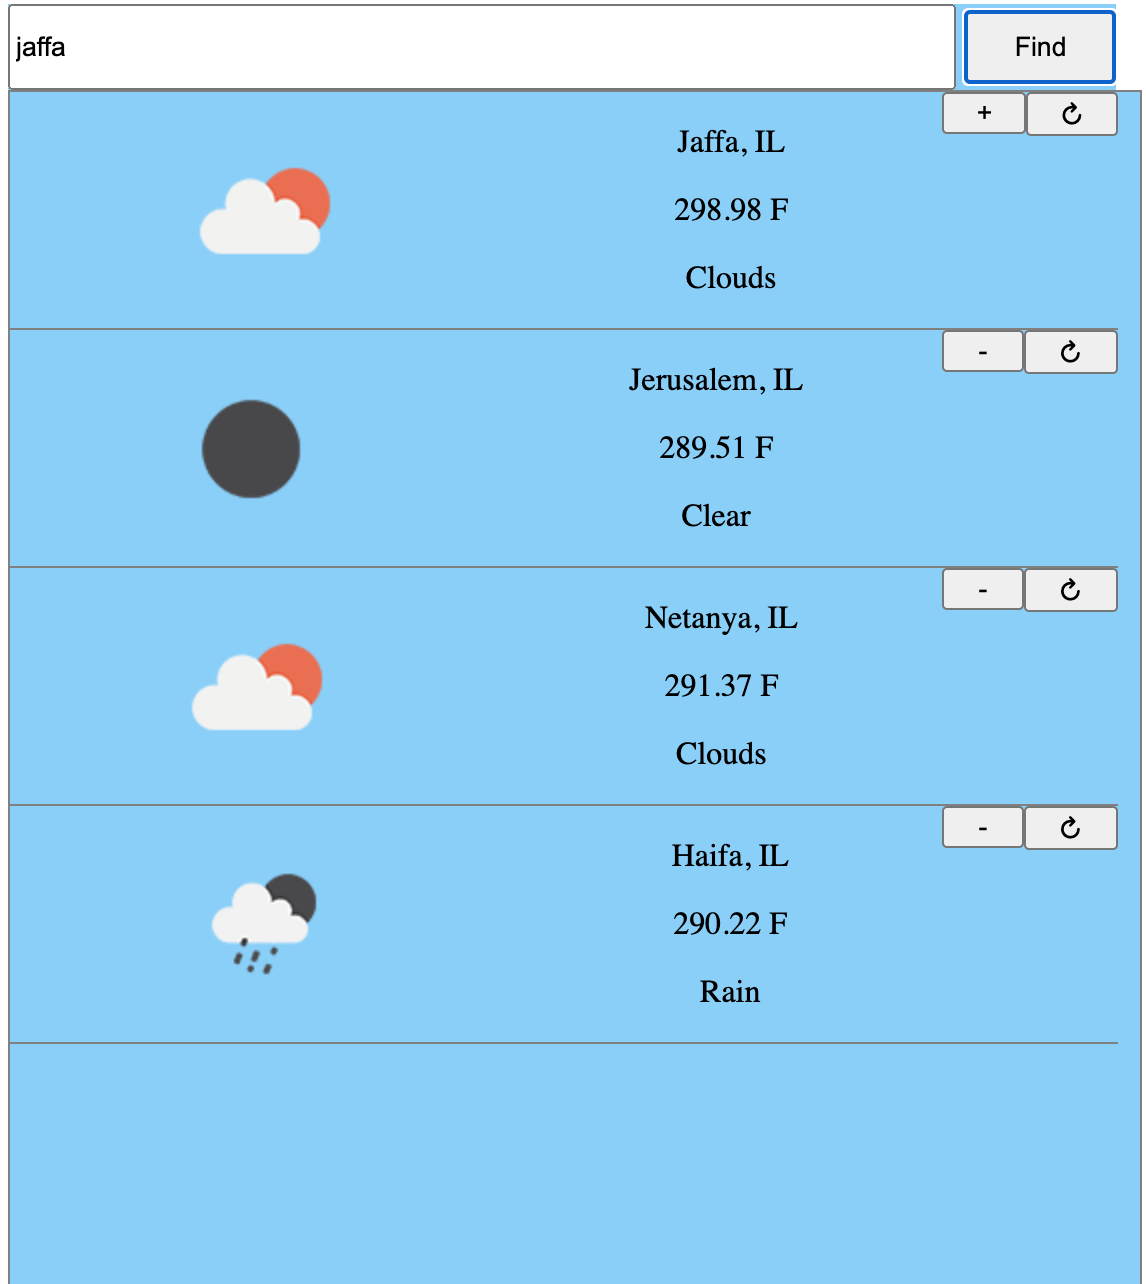 jaffa Find
+ ↻
Jaffa, IL
298.98 F
Clouds
- ↻
Jerusalem, IL
289.51 F
Clear
- ↻
Netanya, IL
291.37 F
Clouds
- ↻
Haifa, IL
290.22 F
Rain